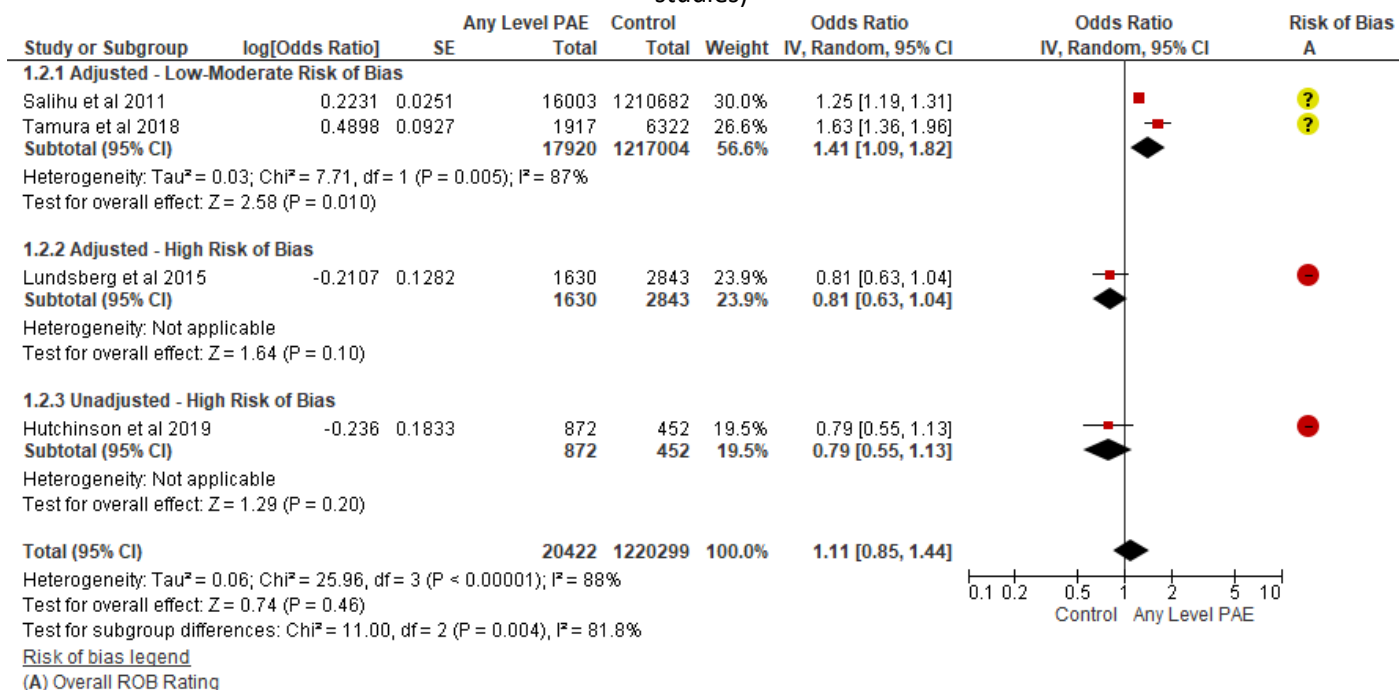 studies)
Any Level PAE Control Odds Ratio Odds Ratio Risk of Bias
Study or Subgroup log[Odds Ratio] SE Total Total Weight IV, Random, 95% CI IV, Random, 95% CI A
1.2.1 Adjusted - Low-Moderate Risk of Bias
Salihu et al 2011 0.2231 0.0251 16003 1210682 30.0% 1.25 [1.19, 1.31] ?
Tamura et al 2018 0.4898 0.0927 1917 6322 26.6% 1.63 [1.36, 1.96] ?
Subtotal (95% CI) 17920 1217004 56.6% 1.41 [1.09, 1.82]
Heterogeneity: Tau² = 0.03; Chi² = 7.71, df = 1 (P = 0.005); I² = 87%
Test for overall effect: Z = 2.58 (P = 0.010)
1.2.2 Adjusted - High Risk of Bias
Lundsberg et al 2015 -0.2107 0.1282 1630 2843 23.9% 0.81 [0.63, 1.04] -
Subtotal (95% CI) 1630 2843 23.9% 0.81 [0.63, 1.04]
Heterogeneity: Not applicable
Test for overall effect: Z = 1.64 (P = 0.10)
1.2.3 Unadjusted - High Risk of Bias
Hutchinson et al 2019 -0.236 0.1833 872 452 19.5% 0.79 [0.55, 1.13] -
Subtotal (95% CI) 872 452 19.5% 0.79 [0.55, 1.13]
Heterogeneity: Not applicable
Test for overall effect: Z = 1.29 (P = 0.20)
Total (95% CI) 20422 1220299 100.0% 1.11 [0.85, 1.44]
Heterogeneity: Tau² = 0.06; Chi² = 25.96, df = 3 (P < 0.00001); I² = 88%
Test for overall effect: Z = 0.74 (P = 0.46)
Test for subgroup differences: Chi² = 11.00, df = 2 (P = 0.004), I² = 81.8%
0.1 0.2 0.5 1 2 5 10
Control Any Level PAE
Risk of bias legend
(A) Overall ROB Rating